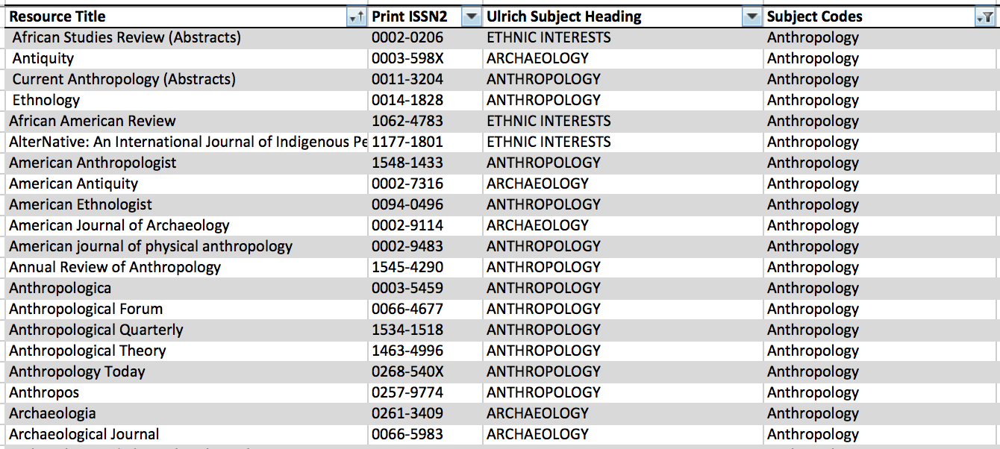 Resource Title Print ISSN2 Ulrich Subject Heading Subject Codes
African Studies Review (Abstracts) 0002-0206 ETHNIC INTERESTS Anthropology
Antiquity 0003-598X ARCHAEOLOGY Anthropology
Current Anthropology (Abstracts) 0011-3204 ANTHROPOLOGY Anthropology
Ethnology 0014-1828 ANTHROPOLOGY Anthropology
African American Review 1062-4783 ETHNIC INTERESTS Anthropology
AlterNative: An International Journal of Indigenous Pe 1177-1801 ETHNIC INTERESTS Anthropology
American Anthropologist 1548-1433 ANTHROPOLOGY Anthropology
American Antiquity 0002-7316 ARCHAEOLOGY Anthropology
American Ethnologist 0094-0496 ANTHROPOLOGY Anthropology
American Journal of Archaeology 0002-9114 ARCHAEOLOGY Anthropology
American journal of physical anthropology 0002-9483 ANTHROPOLOGY Anthropology
Annual Review of Anthropology 1545-4290 ANTHROPOLOGY Anthropology
Anthropologica 0003-5459 ANTHROPOLOGY Anthropology
Anthropological Forum 0066-4677 ANTHROPOLOGY Anthropology
Anthropological Quarterly 1534-1518 ANTHROPOLOGY Anthropology
Anthropological Theory 1463-4996 ANTHROPOLOGY Anthropology
Anthropology Today 0268-540X ANTHROPOLOGY Anthropology
Anthropos 0257-9774 ANTHROPOLOGY Anthropology
Archaeologia 0261-3409 ARCHAEOLOGY Anthropology
Archaeological Journal 0066-5983 ARCHAEOLOGY Anthropology